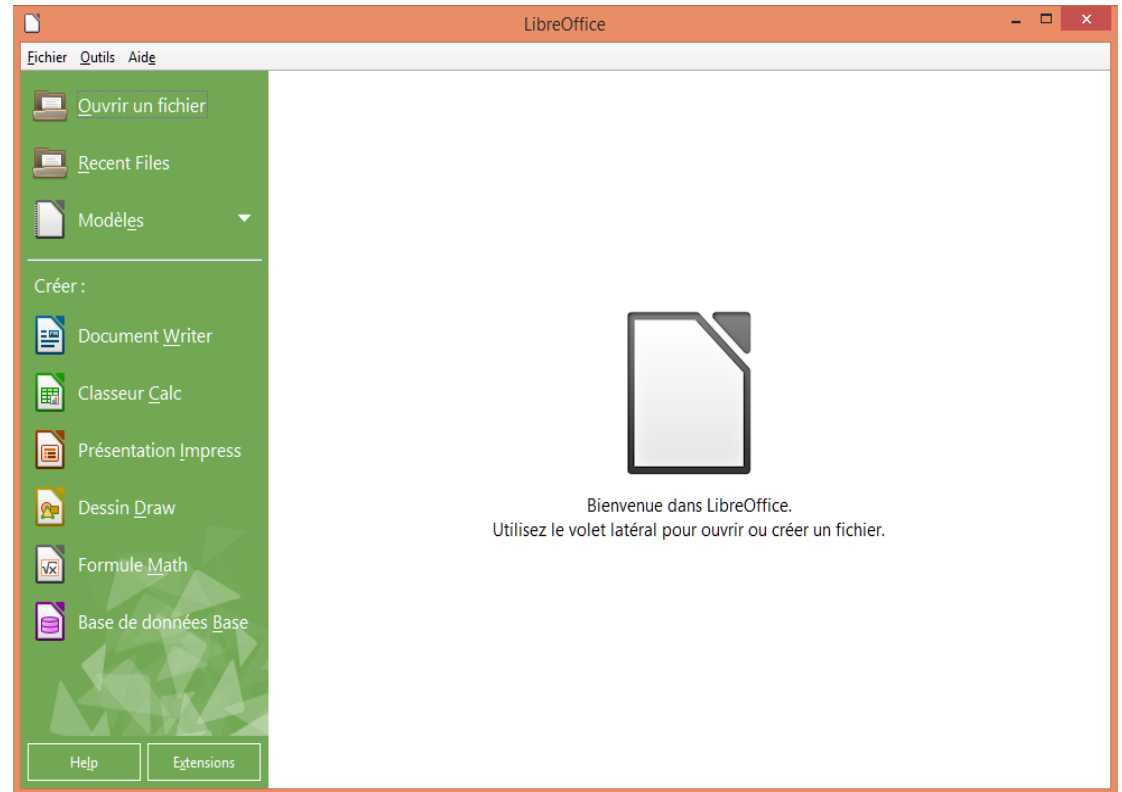 LibreOffice
Fichier Outils Aide
Ouvrir un fichier
Recent Files
Modèles
Créer :
Document Writer
Classeur Calc
Présentation Impress
Dessin Draw
Formule Math
Base de données Base
Help Extensions
Bienvenue dans LibreOffice.
Utilisez le volet latéral pour ouvrir ou créer un fichier.